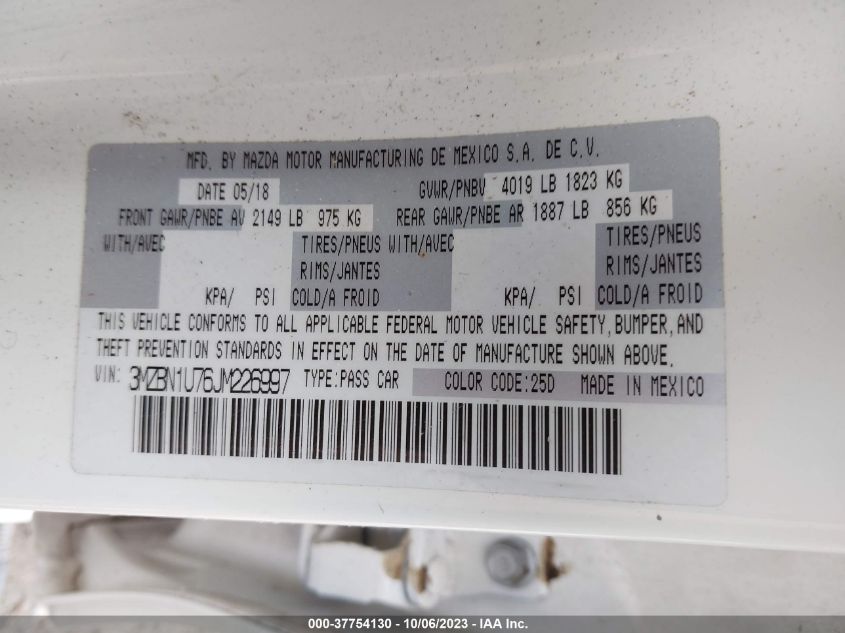 MFD. BY MAZDA MOTOR MANUFACTURING DE MEXICO S.A. DE C.V.
DATE 05/18 GVWR/PNBV 4019 LB 1823 KG
FRONT GAWR/PNBE AV 2149 LB 975 KG REAR GAWR/PNBE AR 1887 LB 856 KG
WITH/AVEC TIRES/PNEUS WITH/AVEC TIRES/PNEUS
RIMS/JANTES RIMS/JANTES
KPA/ PSI COLD/A FROID KPA/ PSI COLD/A FROID
THIS VEHICLE CONFORMS TO ALL APPLICABLE FEDERAL MOTOR VEHICLE SAFETY, BUMPER, AND
THEFT PREVENTION STANDARDS IN EFFECT ON THE DATE OF MANUFACTURE SHOWN ABOVE.
VIN: 3MZBN1U76JM226997 TYPE:PASS CAR COLOR CODE:25D MADE IN MEXICO
000-37754130 - 10/06/2023 - IAA Inc.